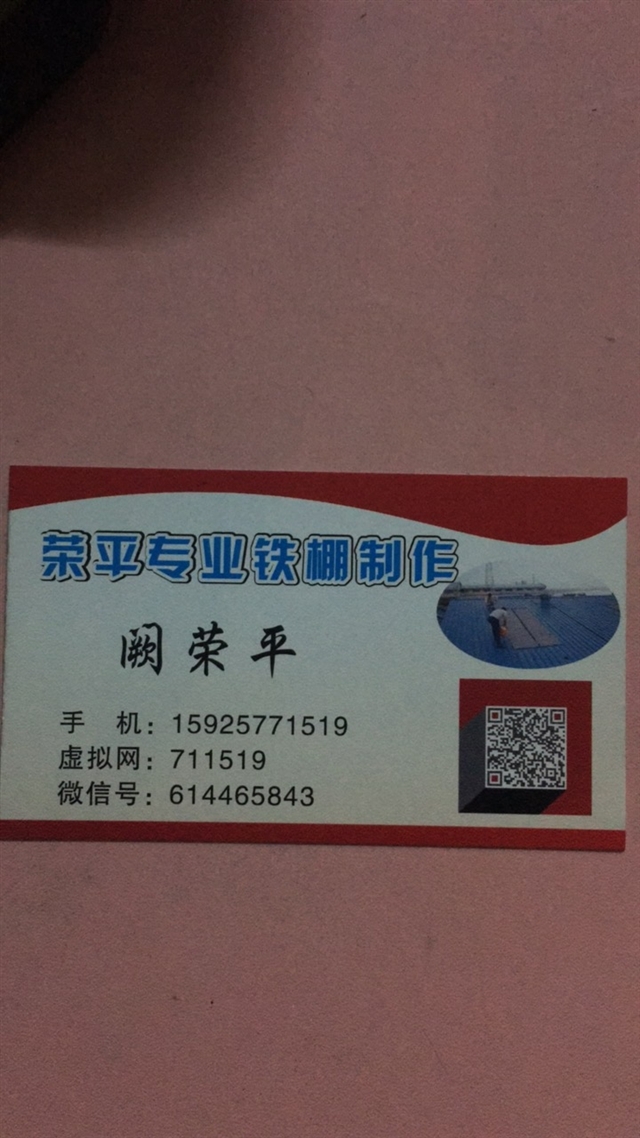 荣平专业铁棚制作
阙荣平
手 机：15925771519
虚拟网：711519
微信号：614465843